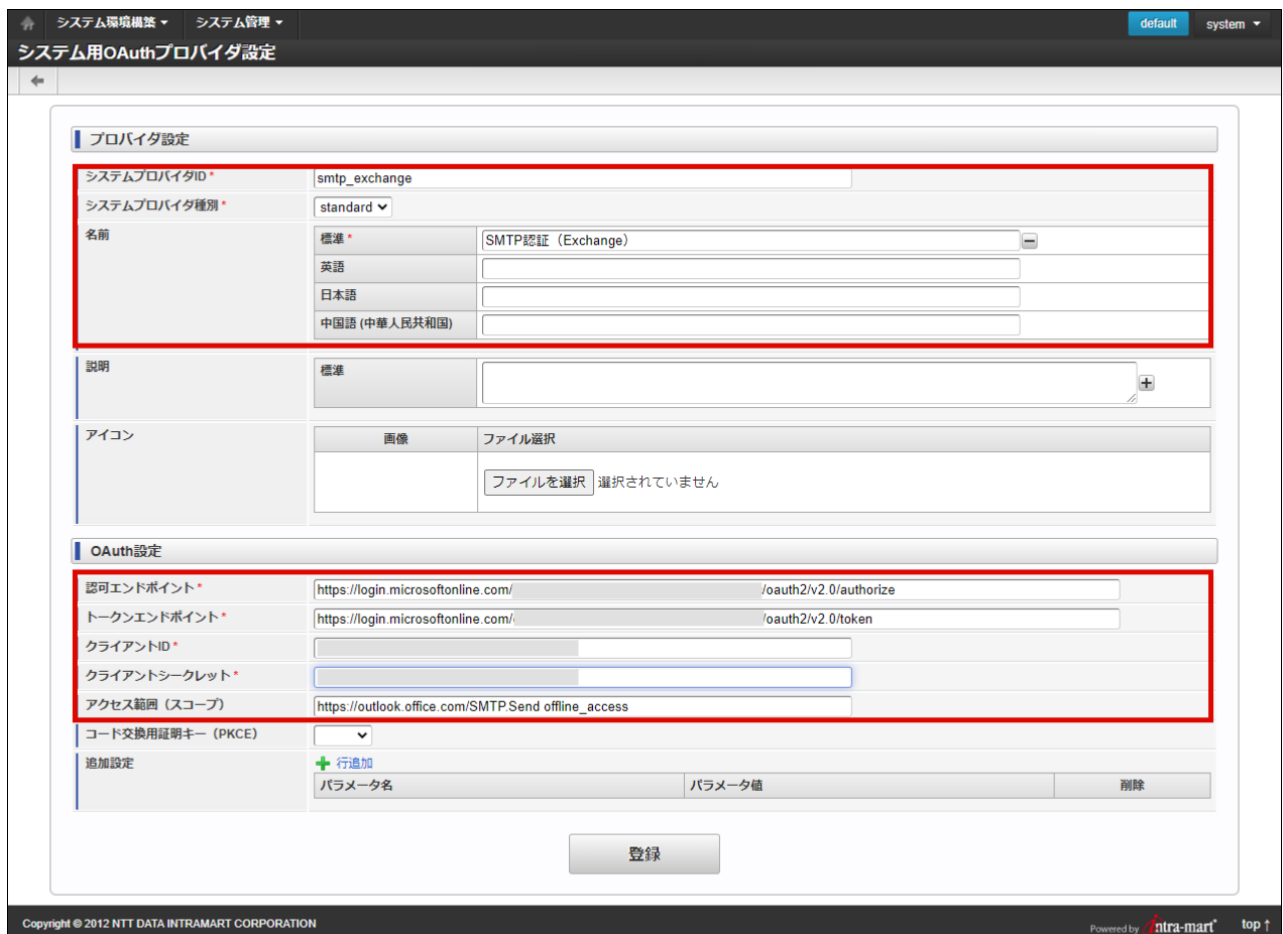 システム環境構築 システム管理 default system
システム用OAuthプロバイダ設定
プロバイダ設定
システムプロバイダID * smtp_exchange
システムプロバイダ種別 * standard
名前 標準 * SMTP認証（Exchange）
英語
日本語
中国語 (中華人民共和国)
説明 標準
アイコン 画像 ファイル選択
ファイルを選択 選択されていません
OAuth設定
認可エンドポイント * https://login.microsoftonline.com/ /oauth2/v2.0/authorize
トークンエンドポイント * https://login.microsoftonline.com/ /oauth2/v2.0/token
クライアントID *
クライアントシークレット *
アクセス範囲（スコープ） https://outlook.office.com/SMTP.Send offline_access
コード交換用証明キー（PKCE）
追加設定 行追加
パラメータ名 パラメータ値 削除
登録
Copyright © 2012 NTT DATA INTRAMART CORPORATION Powered by intra-mart top ↑